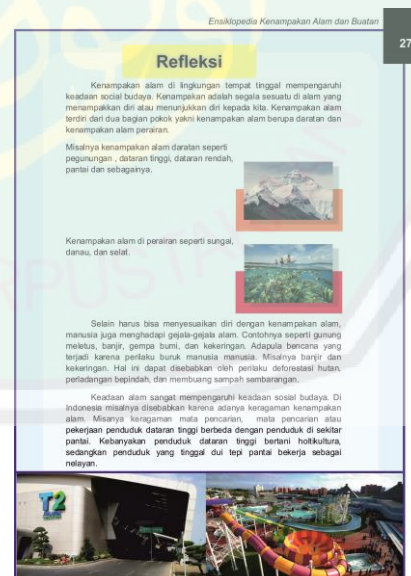 Ensiklopedia Kenampakan Alam dan Buatan
27
Refleksi
Kenampakan alam di lingkungan tempat tinggal mempengaruhi
keadaan social budaya. Kenampakan adalah segala sesuatu di alam yang
menampakkan diri atau menunjukkan diri kepada kita. Kenampakan alam
terdiri dari dua bagian pokok yakni kenampakan alam berupa daratan dan
kenampakan alam perairan.
Misalnya kenampakan alam daratan seperti
pegunungan , dataran tinggi, dataran rendah,
pantai dan sebagainya.
Kenampakan alam di perairan seperti sungai,
danau, dan selat.
Selain harus bisa menyesuaikan diri dengan kenampakan alam,
manusia juga menghadapi gejala-gejala alam. Contohnya seperti gunung
meletus, banjir, gempa bumi, dan kekeringan. Adapula bencana yang
terjadi karena perilaku buruk manusia manusia. Misalnya banjir dan
kekeringan. Hal ini dapat disebabkan oleh perilaku deforestasi hutan,
perladangan bepindah, dan membuang sampah sembarangan.
Keadaan alam sangat mempengaruhi keadaan sosial budaya. Di
Indonesia misalnya disebabkan karena adanya keragaman kenampakan
alam. Misanya keragaman mata pencarian, mata pencarian atau
pekerjaan penduduk dataran tinggi berbeda dengan penduduk di sekitar
pantai. Kebanyakan penduduk dataran tinggi bertani holtikultura,
sedangkan penduduk yang tinggal dui tepi pantai bekerja sebagai
nelayan.
T2